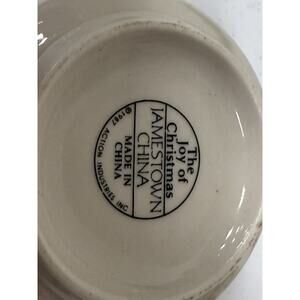 The
Joy of
Christmas
JAMESTOWN
CHINA
MADE IN
CHINA
©1987 ACTION INDUSTRIES INC